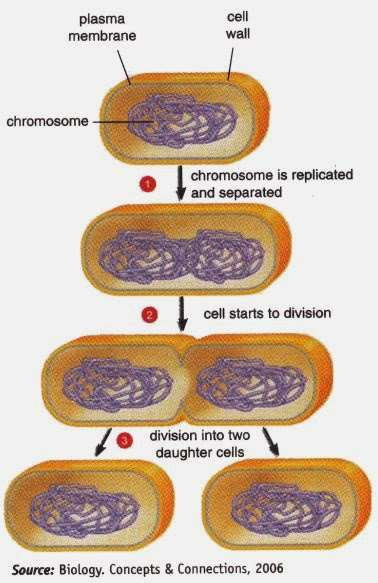 plasma
membrane
cell
wall
chromosome
1
chromosome is replicated
and separated
2
cell starts to division
3
division into two
daughter cells
Source: Biology. Concepts & Connections, 2006